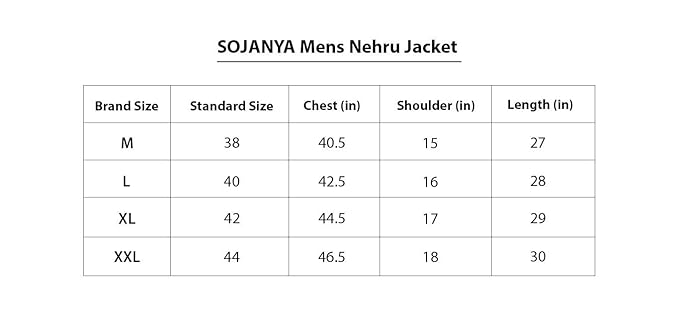 SOJANYA Mens Nehru Jacket
Brand Size Standard Size Chest (in) Shoulder (in) Length (in)
M 38 40.5 15 27
L 40 42.5 16 28
XL 42 44.5 17 29
XXL 44 46.5 18 30